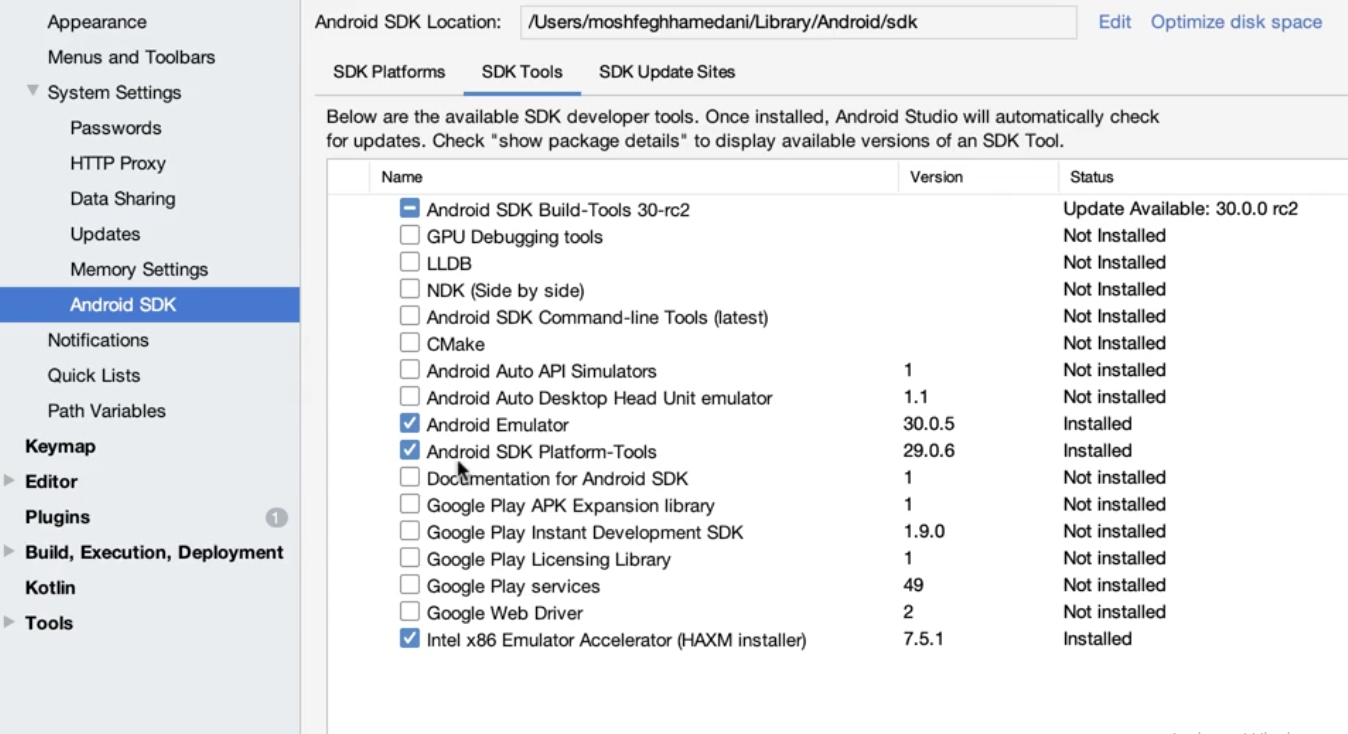 Appearance
Menus and Toolbars
System Settings
Passwords
HTTP Proxy
Data Sharing
Updates
Memory Settings
Android SDK
Notifications
Quick Lists
Path Variables
Keymap
Editor
Plugins 1
Build, Execution, Deployment
Kotlin
Tools
Android SDK Location: /Users/moshfeghhamedani/Library/Android/sdk Edit Optimize disk space
SDK Platforms SDK Tools SDK Update Sites
Below are the available SDK developer tools. Once installed, Android Studio will automatically check
for updates. Check "show package details" to display available versions of an SDK Tool.
Name Version Status
Android SDK Build-Tools 30-rc2 Update Available: 30.0.0 rc2
GPU Debugging tools Not Installed
LLDB Not Installed
NDK (Side by side) Not Installed
Android SDK Command-line Tools (latest) Not Installed
CMake Not Installed
Android Auto API Simulators 1 Not installed
Android Auto Desktop Head Unit emulator 1.1 Not installed
Android Emulator 30.0.5 Installed
Android SDK Platform-Tools 29.0.6 Installed
Documentation for Android SDK 1 Not installed
Google Play APK Expansion library 1 Not installed
Google Play Instant Development SDK 1.9.0 Not installed
Google Play Licensing Library 1 Not installed
Google Play services 49 Not installed
Google Web Driver 2 Not installed
Intel x86 Emulator Accelerator (HAXM installer) 7.5.1 Installed